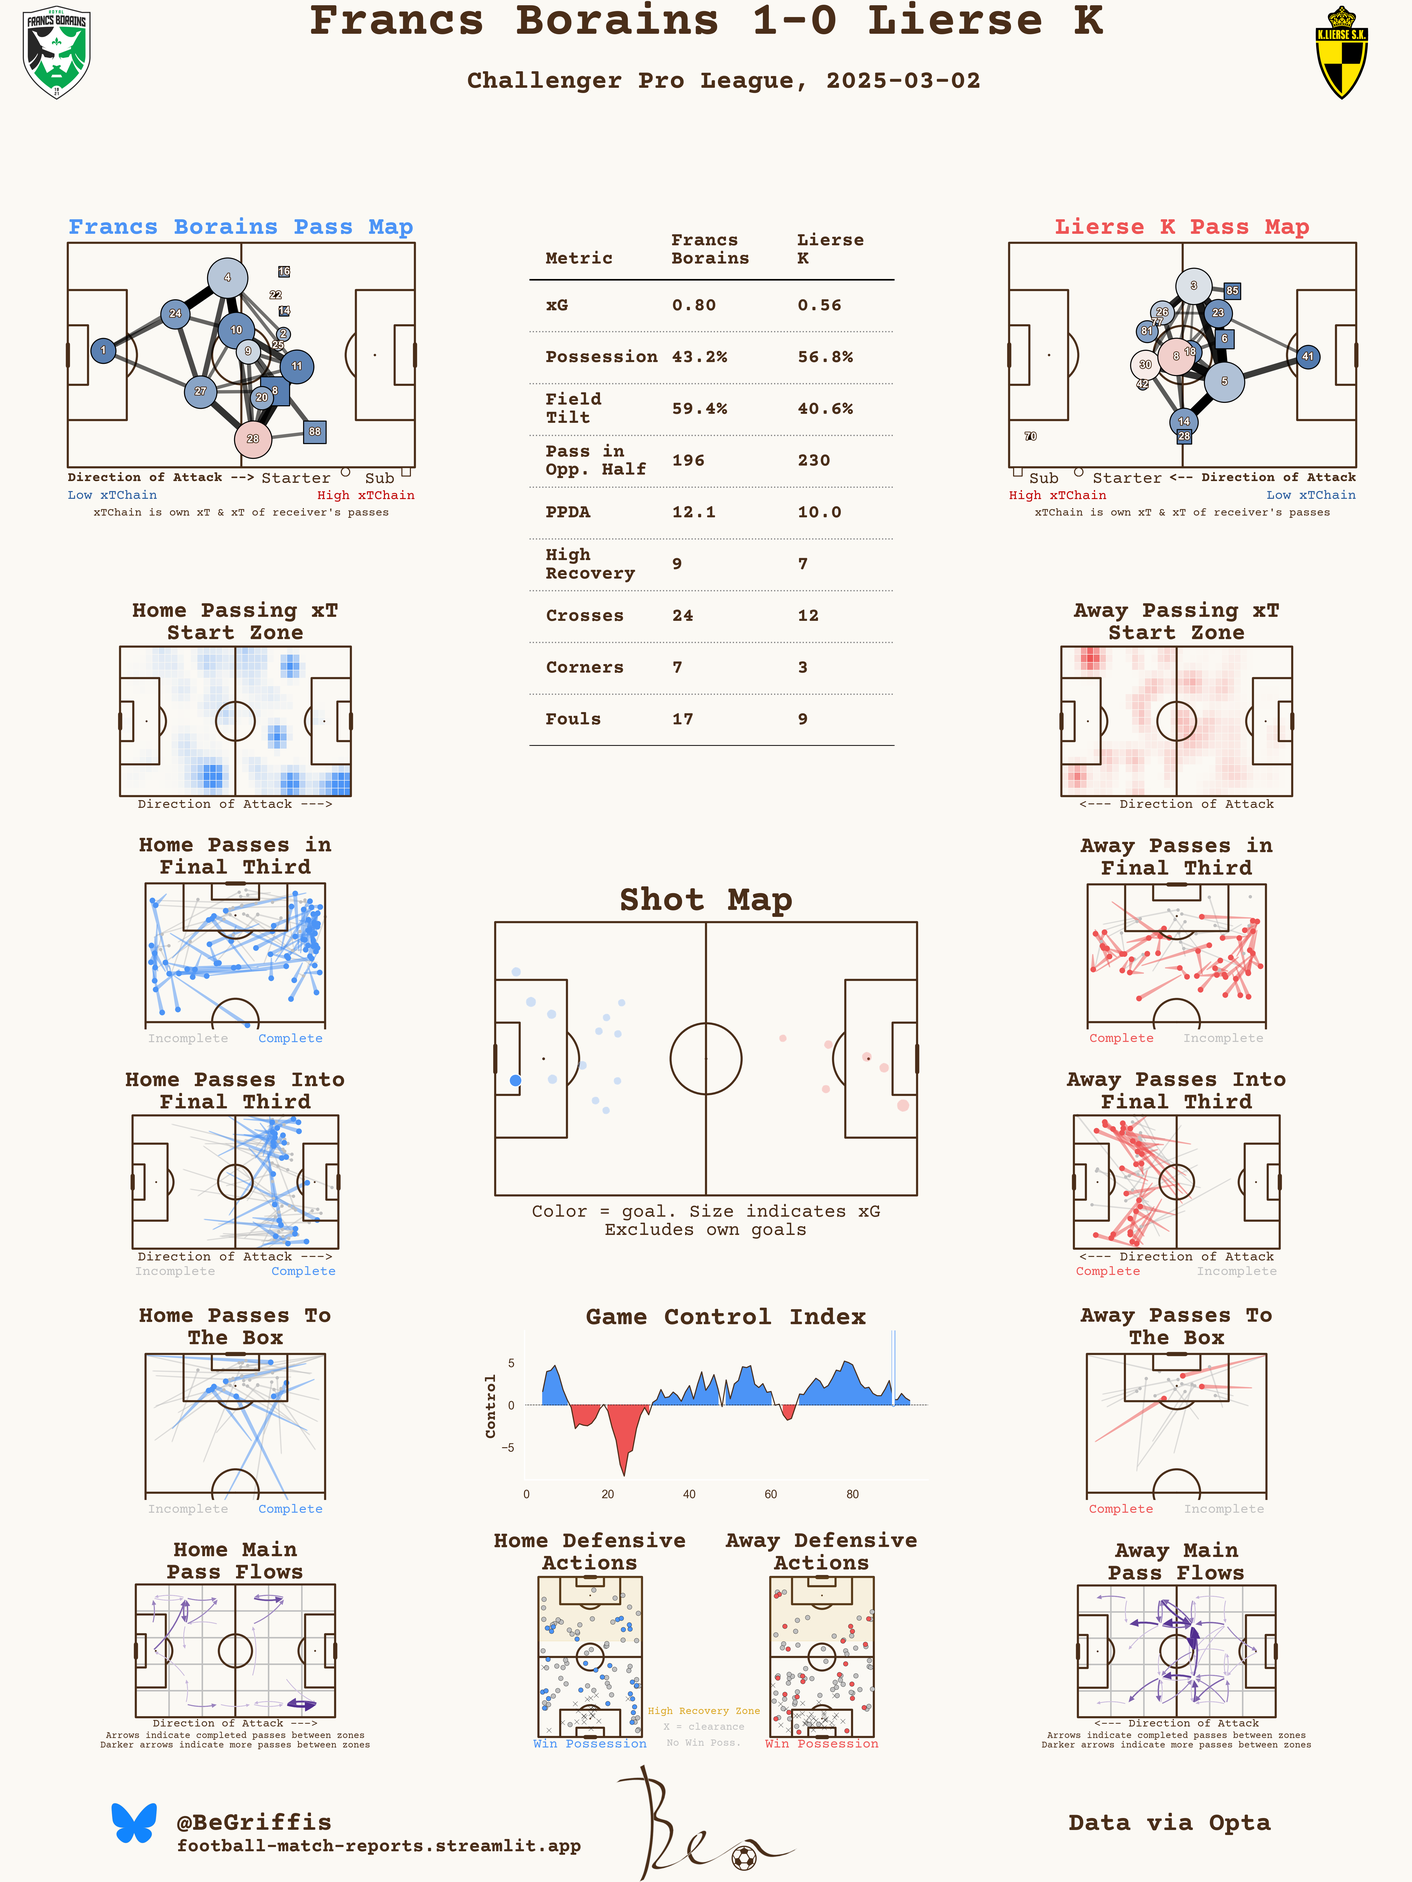 Francs Borains 1-0 Lierse K
Challenger Pro League, 2025-03-02
ROYAL
FRANCS BORAINS
K.LIERSE S.K.
Francs Borains Pass Map
4
16
22
14
24
10
2
25
1
9
11
27
20
8
28
88
Direction of Attack --> Starter Sub
Low xTChain High xTChain
xTChain is own xT & xT of receiver's passes
Metric Francs Borains Lierse K
xG 0.80 0.56
Possession 43.2% 56.8%
Field Tilt 59.4% 40.6%
Pass in Opp. Half 196 230
PPDA 12.1 10.0
High Recovery 9 7
Crosses 24 12
Corners 7 3
Fouls 17 9
Lierse K Pass Map
3
85
26
23
77
81
6
18
8
41
30
42
5
14
28
70
Sub Starter <-- Direction of Attack
High xTChain Low xTChain
xTChain is own xT & xT of receiver's passes
Home Passing xT
Start Zone
Direction of Attack --->
Away Passing xT
Start Zone
<--- Direction of Attack
Home Passes in
Final Third
Incomplete Complete
Away Passes in
Final Third
Complete Incomplete
Shot Map
Color = goal. Size indicates xG
Excludes own goals
Home Passes Into
Final Third
Direction of Attack --->
Incomplete Complete
Away Passes Into
Final Third
<--- Direction of Attack
Complete Incomplete
Home Passes To
The Box
Incomplete Complete
Game Control Index
Control
5
0
−5
0 20 40 60 80
Away Passes To
The Box
Complete Incomplete
Home Main
Pass Flows
Direction of Attack --->
Arrows indicate completed passes between zones
Darker arrows indicate more passes between zones
Home Defensive
Actions
Win Possession
High Recovery Zone
X = clearance
No Win Poss.
Away Defensive
Actions
Win Possession
Away Main
Pass Flows
<--- Direction of Attack
Arrows indicate completed passes between zones
Darker arrows indicate more passes between zones
@BeGriffis
football-match-reports.streamlit.app
Ben
Data via Opta